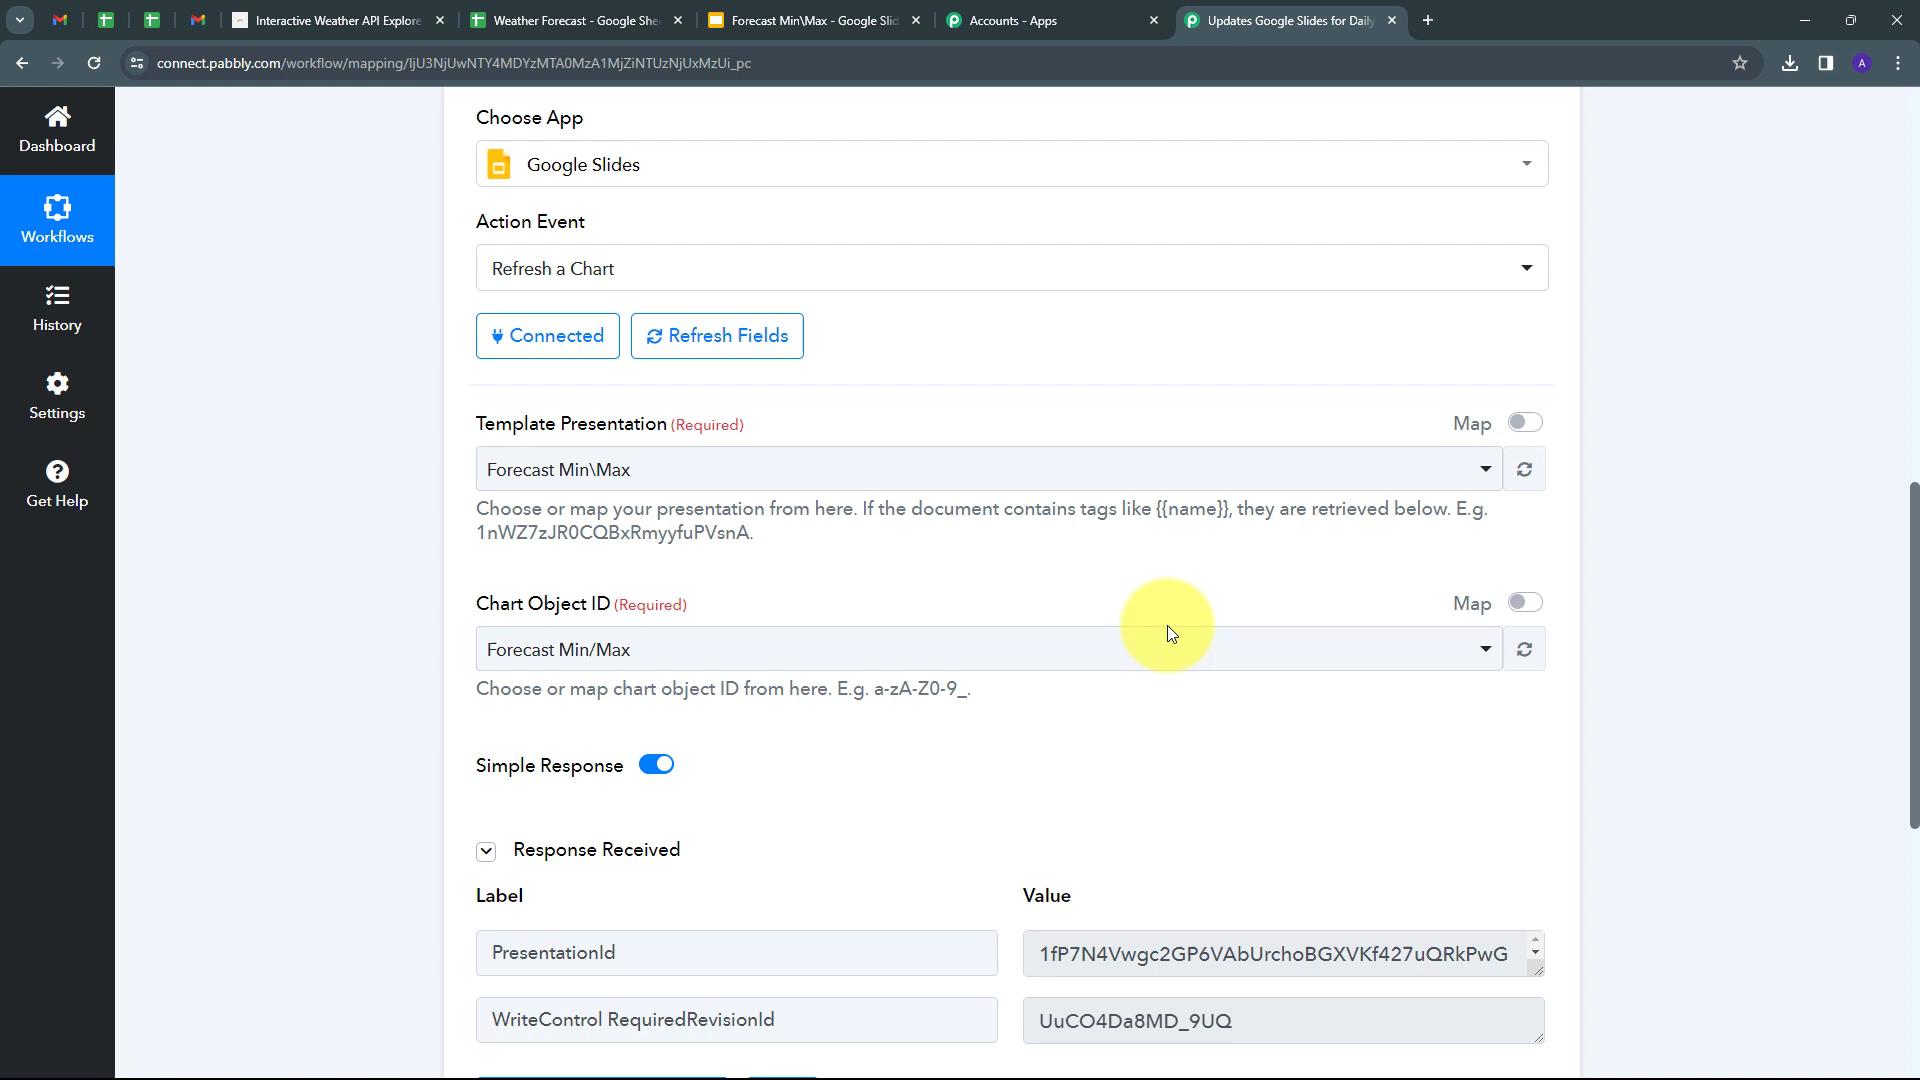 Interactive Weather API Explore
Weather Forecast - Google She
Forecast Min\Max - Google Slid
Accounts - Apps
Updates Google Slides for Daily
connect.pabbly.com/workflow/mapping/IjU3NjUwNTY4MDYzMTA0MzA1MjZiNTUzNjUxMzUi_pc
A
Dashboard
Workflows
History
Settings
Get Help
Choose App
Google Slides
Action Event
Refresh a Chart
Connected
Refresh Fields
Template Presentation (Required)
Map
Forecast Min\Max
Choose or map your presentation from here. If the document contains tags like {{name}}, they are retrieved below. E.g.
1nWZ7zJR0CQBxRmyyfuPVsnA.
Chart Object ID (Required)
Map
Forecast Min/Max
Choose or map chart object ID from here. E.g. a-zA-Z0-9_.
Simple Response
Response Received
Label
Value
PresentationId
1fP7N4Vwgc2GP6VAbUrchoBGXVKf427uQRkPwG
WriteControl RequiredRevisionId
UuCO4Da8MD_9UQ